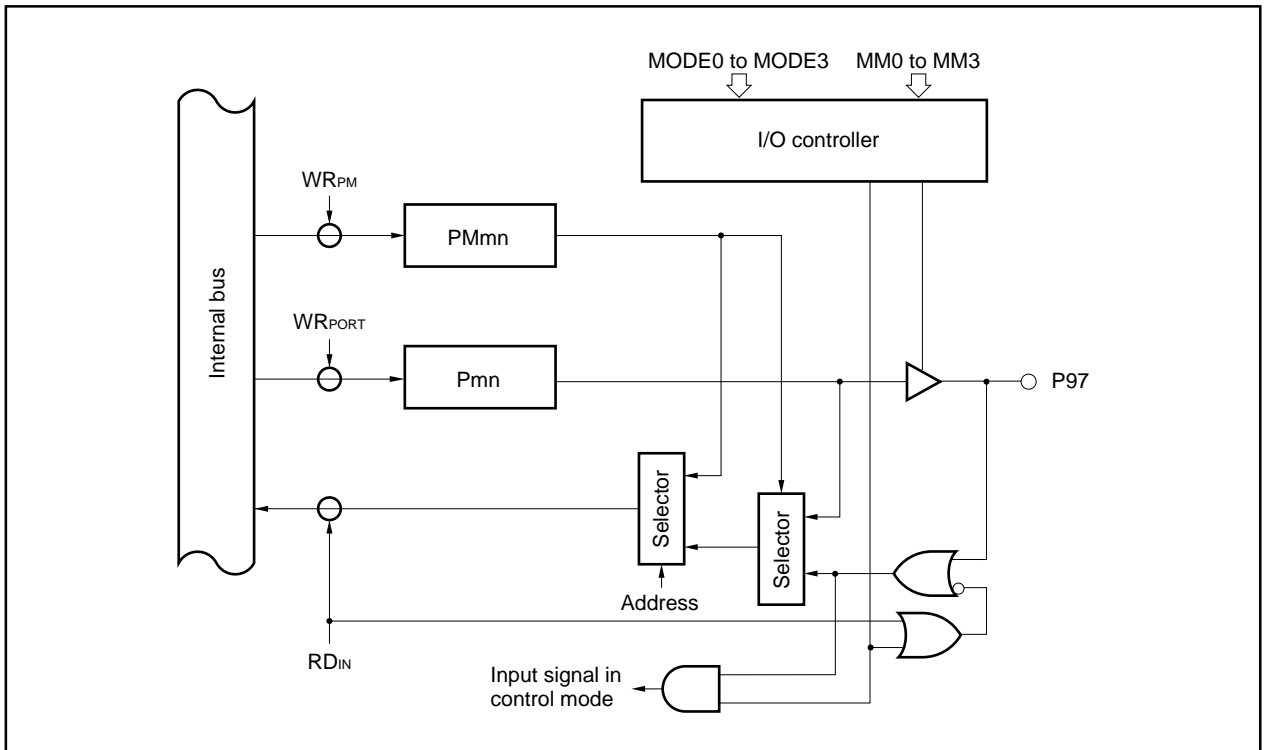 MODE0 to MODE3
MM0 to MM3
I/O controller
WRPM
PMmn
Internal bus
WRPORT
Pmn
P97
Selector
Selector
Address
RDIN
Input signal in
control mode